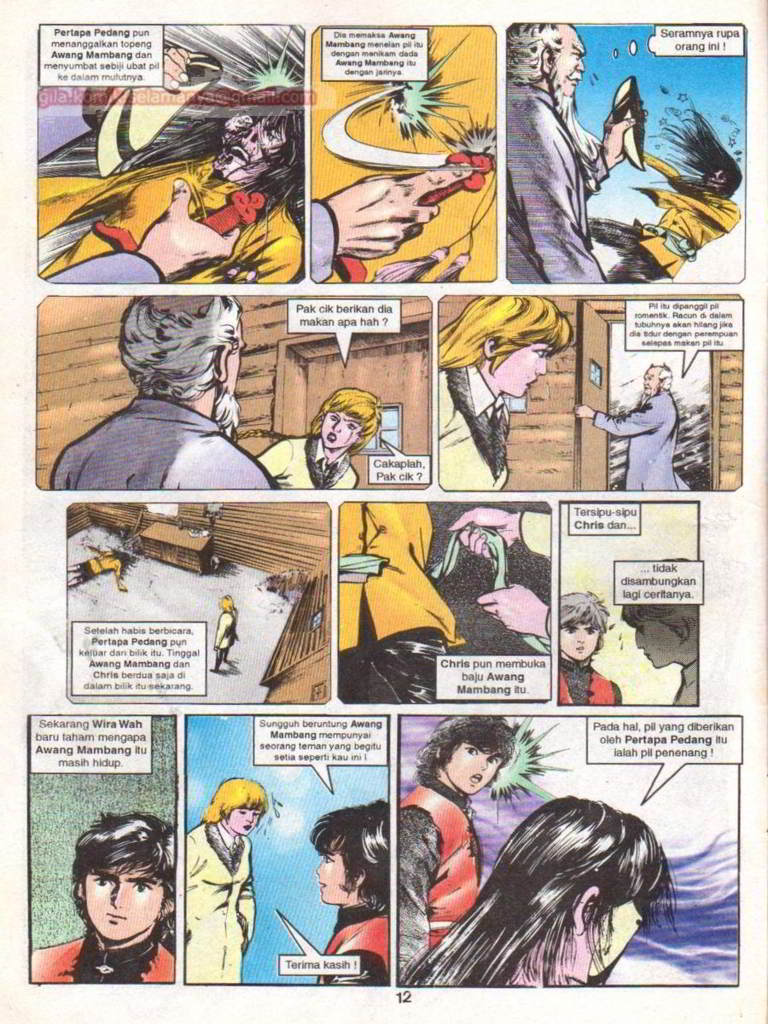 Pertapa Pedang pun
menanggalkan topeng
Awang Mambang dan
menyumbat sebiji ubat pil
ke dalam mulutnya.
Dia memaksa Awang
Mambang menelan pil itu
dengan menikam dada
Awang Mambang itu
dengan jarinya.
Seramnya rupa
orang ini !
Pak cik berikan dia
makan apa hah ?
Cakaplah,
Pak cik ?
Pil itu dipanggil pil
romentik. Racun di dalam
tubuhnya akan hilang jika
dia tidur dengan perempuan
selepas makan pil itu.
Setelah habis berbicara,
Pertapa Pedang pun
keluar dari bilik itu. Tinggal
Awang Mambang dan
Chris berdua saja di
dalam bilik itu sekarang.
Chris pun membuka
baju Awang
Mambang itu.
Tersipu-sipu
Chris dan...
... tidak
disambungkan
lagi ceritanya.
Sekarang Wira Wah
baru taham mengapa
Awang Mambang itu
masih hidup.
Sungguh beruntung Awang
Mambang mempunyai
seorang teman yang begitu
setia seperti kau ini !
Terima kasih !
Pada hal, pil yang diberikan
oleh Pertapa Pedang itu
ialah pil penenang !
12